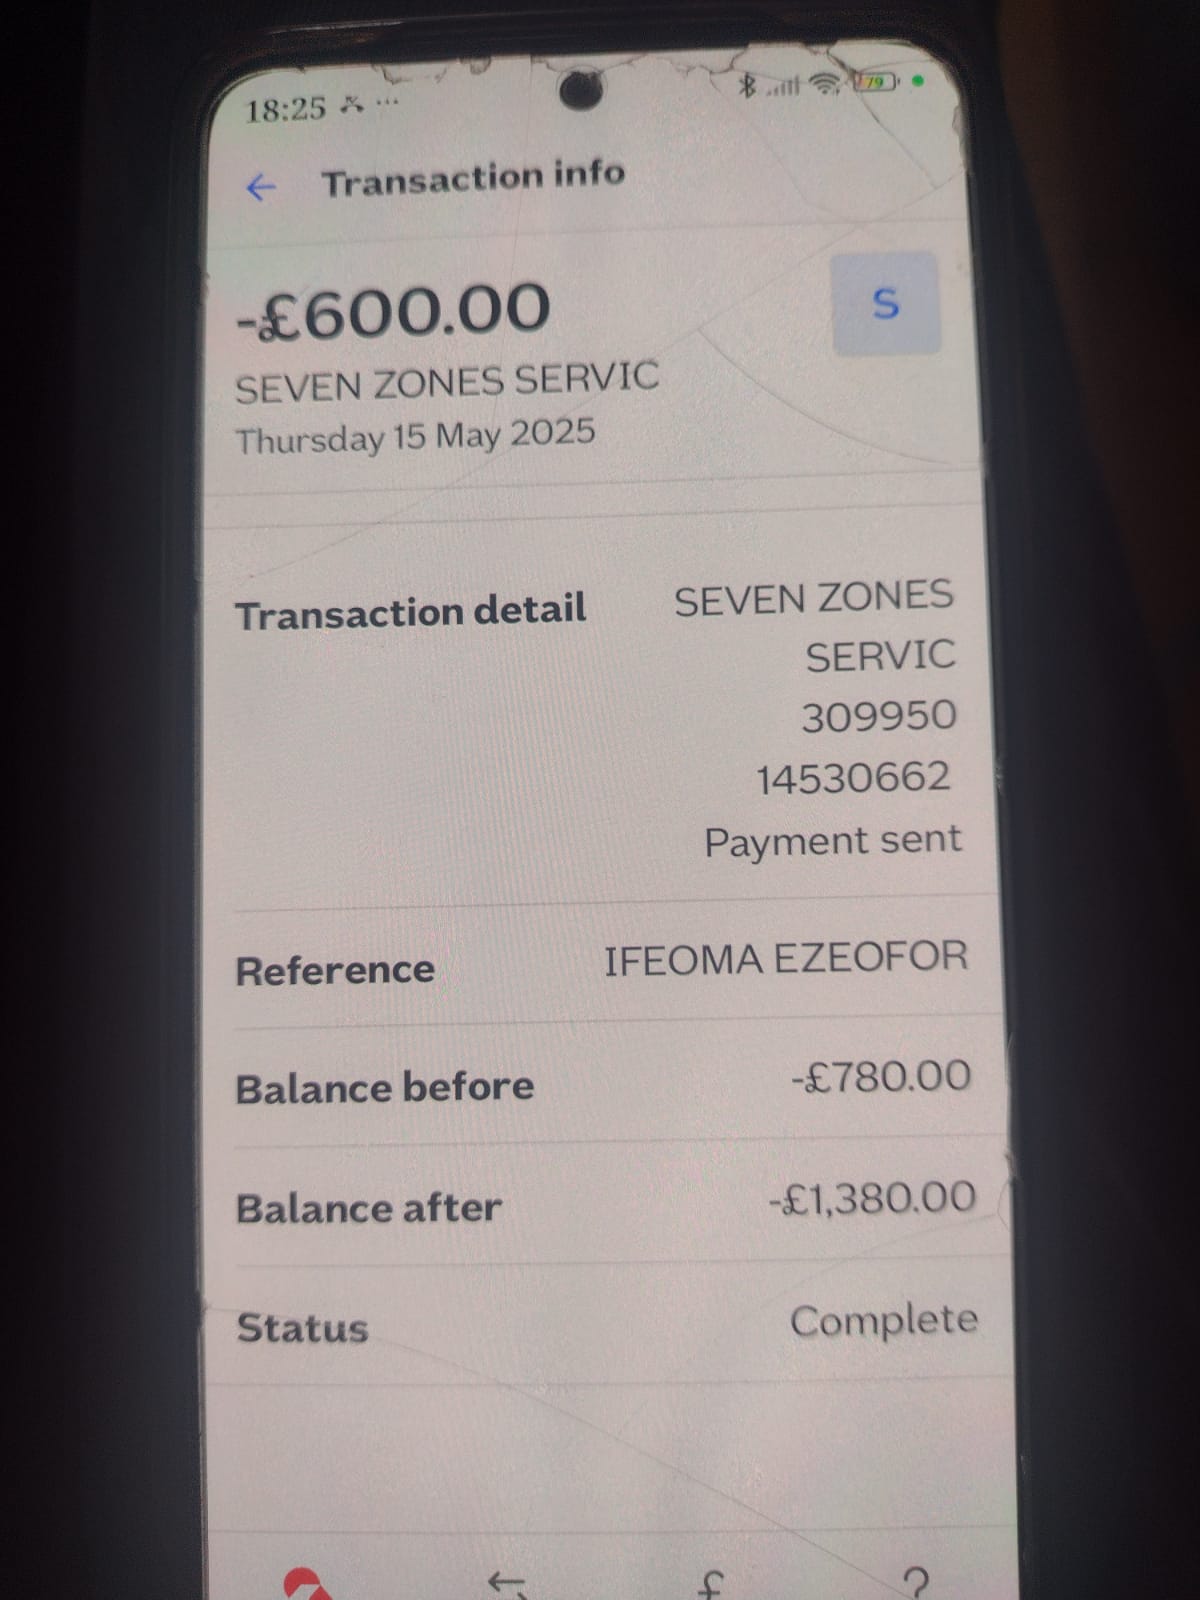 18:25 ...
79
← Transaction info
-£600.00
S
SEVEN ZONES SERVIC
Thursday 15 May 2025
Transaction detail SEVEN ZONES
SERVIC
309950
14530662
Payment sent
Reference IFEOMA EZEOFOR
Balance before -£780.00
Balance after -£1,380.00
Status Complete
£ ?